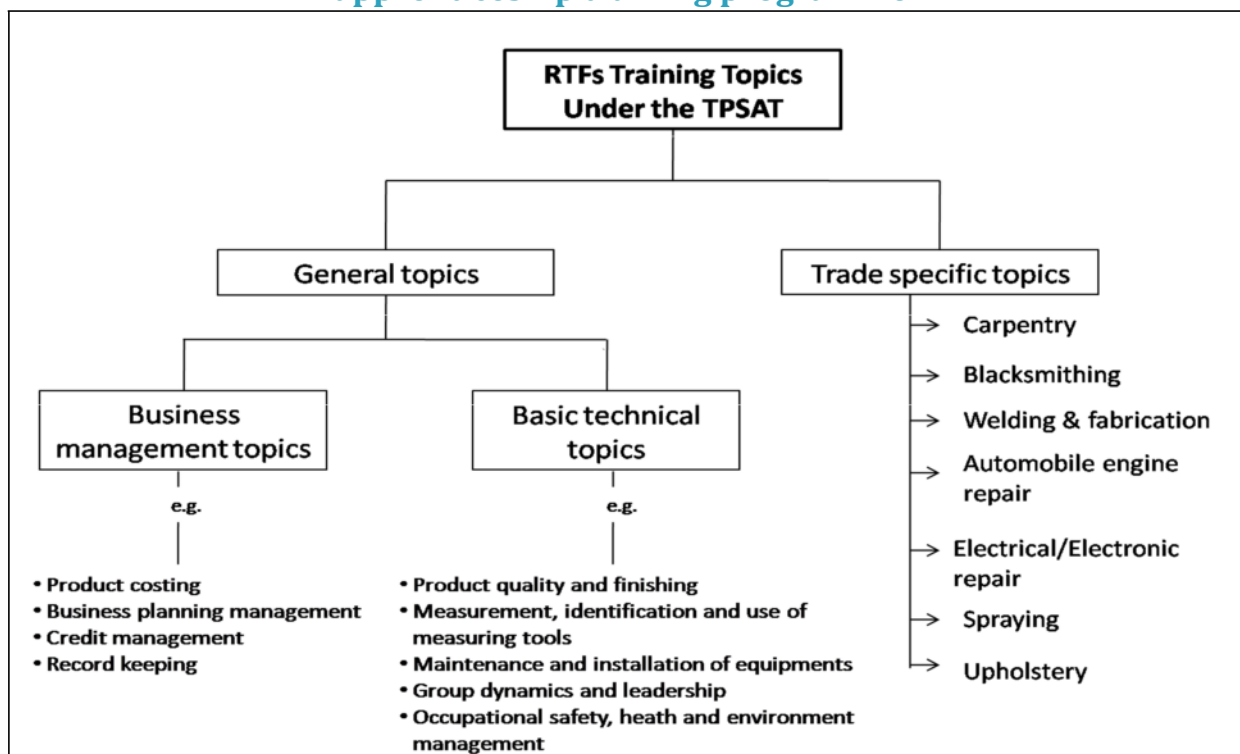 RTFs Training Topics
Under the TPSAT
General topics
Trade specific topics
Business
management topics
Basic technical
topics
e.g.
e.g.
• Product costing
• Business planning management
• Credit management
• Record keeping
• Product quality and finishing
• Measurement, identification and use of
measuring tools
• Maintenance and installation of equipments
• Group dynamics and leadership
• Occupational safety, heath and environment
management
Carpentry
Blacksmithing
Welding & fabrication
Automobile engine
repair
Electrical/Electronic
repair
Spraying
Upholstery